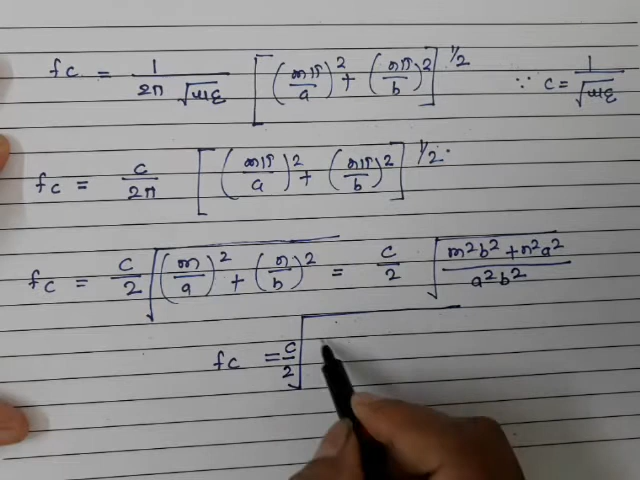 fc = 1/(2π √με) [(mπ/a)² + (nπ/b)²]^1/2 ∵ c = 1/√με
fc = c/2π [(mπ/a)² + (nπ/b)²]^1/2.
fc = c/2 √((m/a)² + (n/b)²) = c/2 √((m²b² + n²a²)/(a²b²))
fc = c/2 √